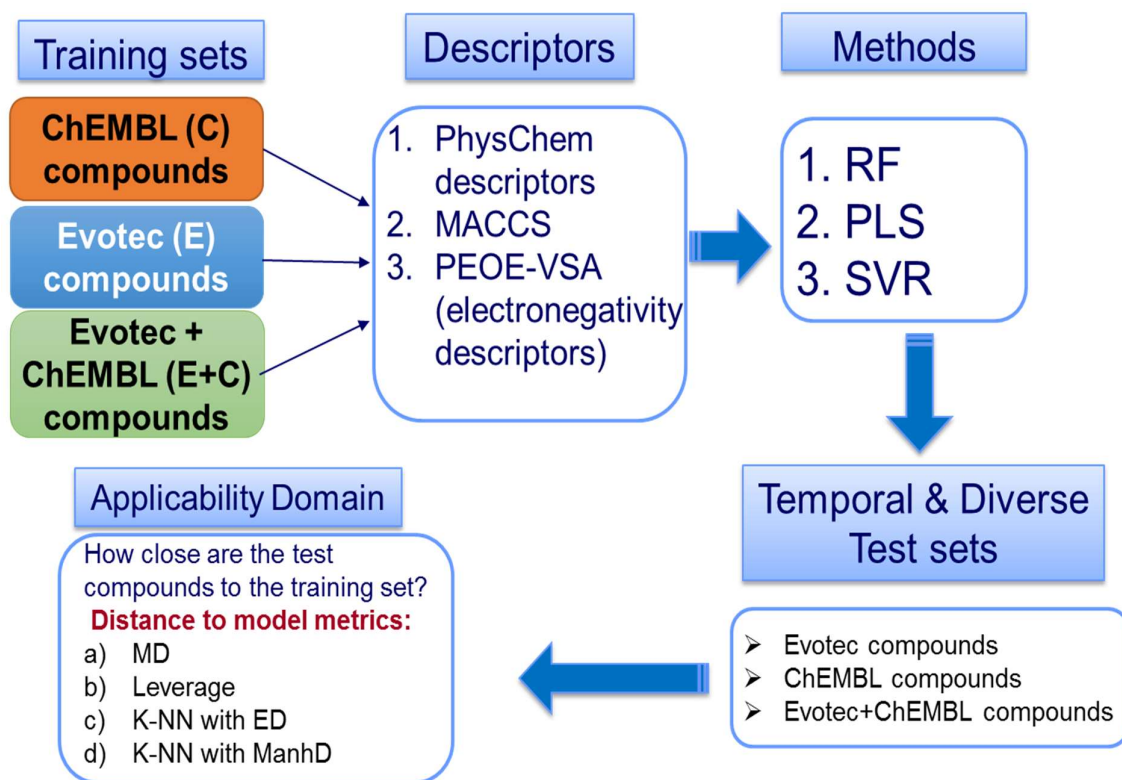 Training sets
ChEMBL (C)
compounds
Evotec (E)
compounds
Evotec +
ChEMBL (E+C)
compounds
Descriptors
1. PhysChem
descriptors
2. MACCS
3. PEOE-VSA
(electronegativity
descriptors)
Methods
1. RF
2. PLS
3. SVR
Temporal & Diverse
Test sets
➢ Evotec compounds
➢ ChEMBL compounds
➢ Evotec+ChEMBL compounds
Applicability Domain
How close are the test
compounds to the training set?
Distance to model metrics:
a) MD
b) Leverage
c) K-NN with ED
d) K-NN with ManhD